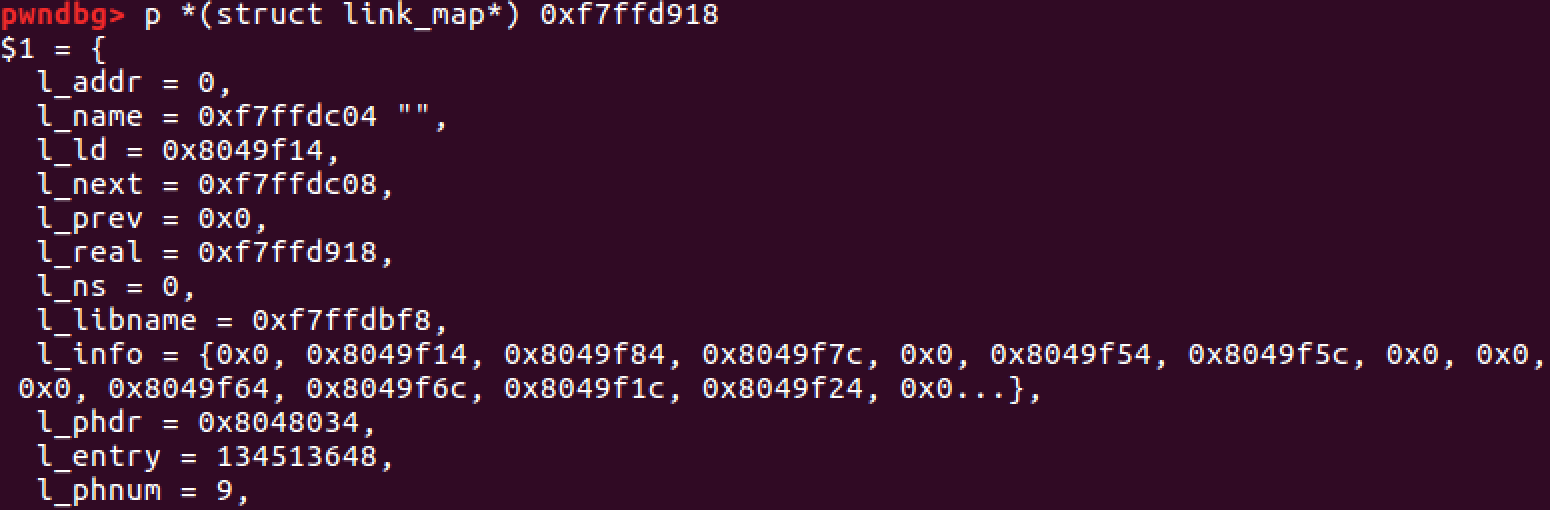 pwndbg> p *(struct link_map*) 0xf7ffd918
$1 = {
  l_addr = 0,
  l_name = 0xf7ffdc04 "",
  l_ld = 0x8049f14,
  l_next = 0xf7ffdc08,
  l_prev = 0x0,
  l_real = 0xf7ffd918,
  l_ns = 0,
  l_libname = 0xf7ffdbf8,
  l_info = {0x0, 0x8049f14, 0x8049f84, 0x8049f7c, 0x0, 0x8049f54, 0x8049f5c, 0x0, 0x0,
 0x0, 0x8049f64, 0x8049f6c, 0x8049f1c, 0x8049f24, 0x0...},
  l_phdr = 0x8048034,
  l_entry = 134513648,
  l_phnum = 9,